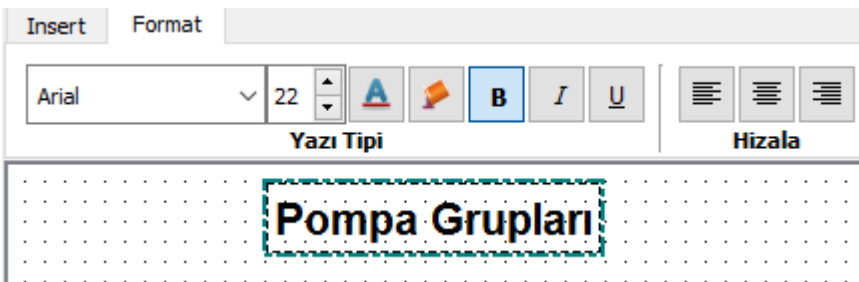 Insert Format
Arial 22 A B I U
Yazı Tipi Hizala
Pompa Grupları